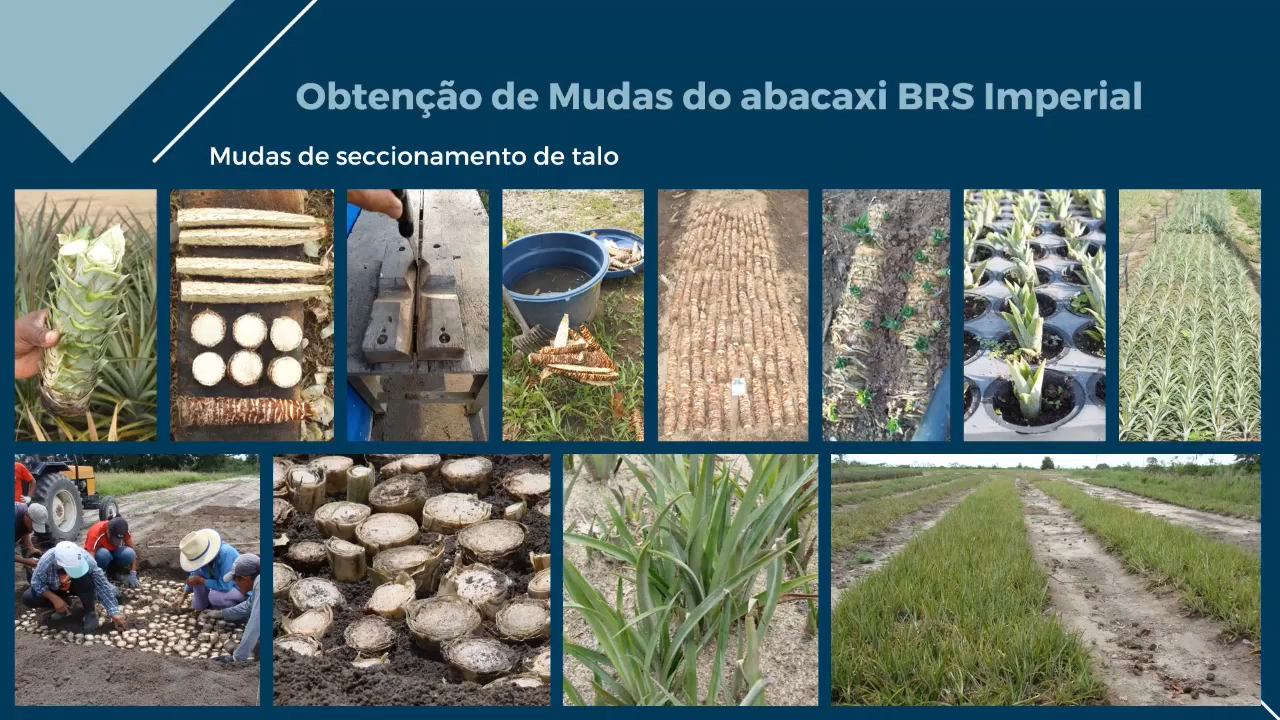 Obtenção de Mudas do abacaxi BRS Imperial
Mudas de seccionamento de talo